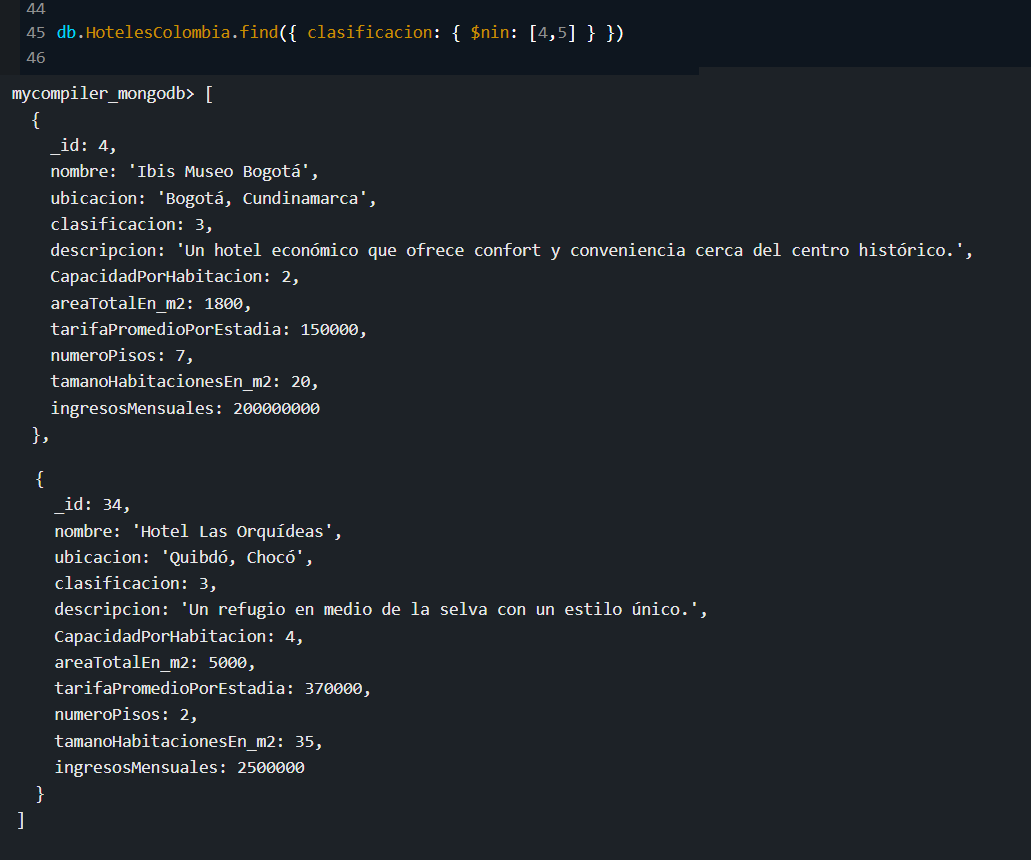 44
45 db.HotelesColombia.find({ clasificacion: { $nin: [4,5] } })
46
mycompiler_mongodb> [
{
_id: 4,
nombre: 'Ibis Museo Bogotá',
ubicacion: 'Bogotá, Cundinamarca',
clasificacion: 3,
descripcion: 'Un hotel económico que ofrece confort y conveniencia cerca del centro histórico.',
CapacidadPorHabitacion: 2,
areaTotalEn_m2: 1800,
tarifaPromedioPorEstadia: 150000,
numeroPisos: 7,
tamanoHabitacionesEn_m2: 20,
ingresosMensuales: 200000000
},
{
_id: 34,
nombre: 'Hotel Las Orquídeas',
ubicacion: 'Quibdó, Chocó',
clasificacion: 3,
descripcion: 'Un refugio en medio de la selva con un estilo único.',
CapacidadPorHabitacion: 4,
areaTotalEn_m2: 5000,
tarifaPromedioPorEstadia: 370000,
numeroPisos: 2,
tamanoHabitacionesEn_m2: 35,
ingresosMensuales: 2500000
}
]